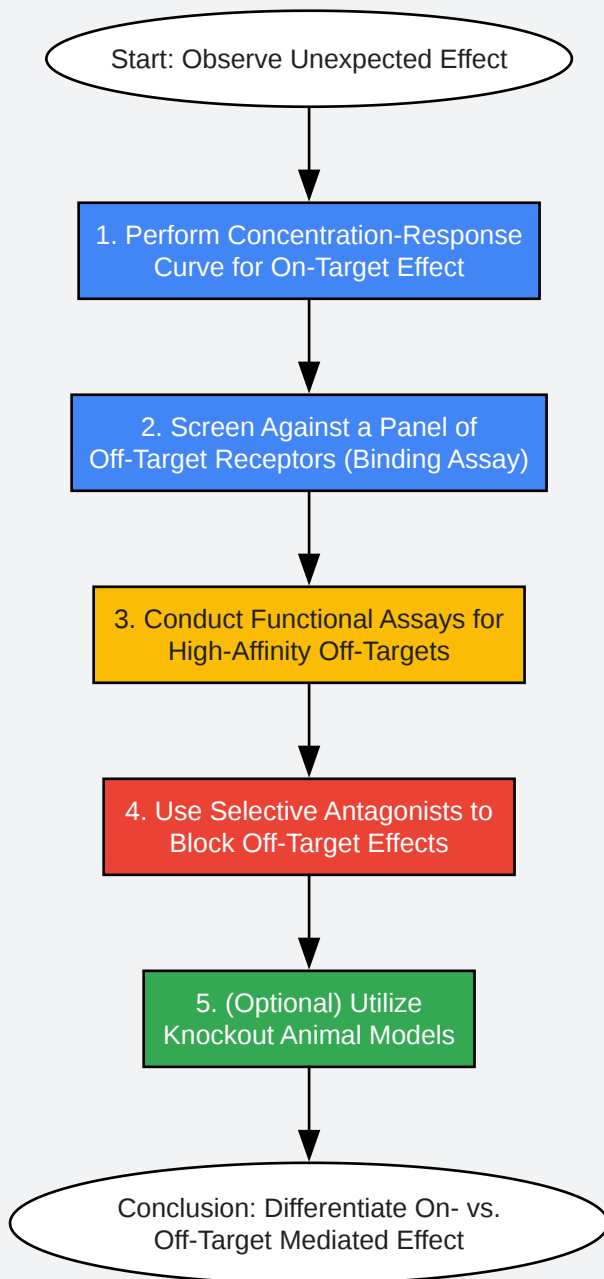 Start: Observe Unexpected Effect
1. Perform Concentration-Response
Curve for On-Target Effect
2. Screen Against a Panel of
Off-Target Receptors (Binding Assay)
3. Conduct Functional Assays for
High-Affinity Off-Targets
4. Use Selective Antagonists to
Block Off-Target Effects
5. (Optional) Utilize
Knockout Animal Models
Conclusion: Differentiate On- vs.
Off-Target Mediated Effect